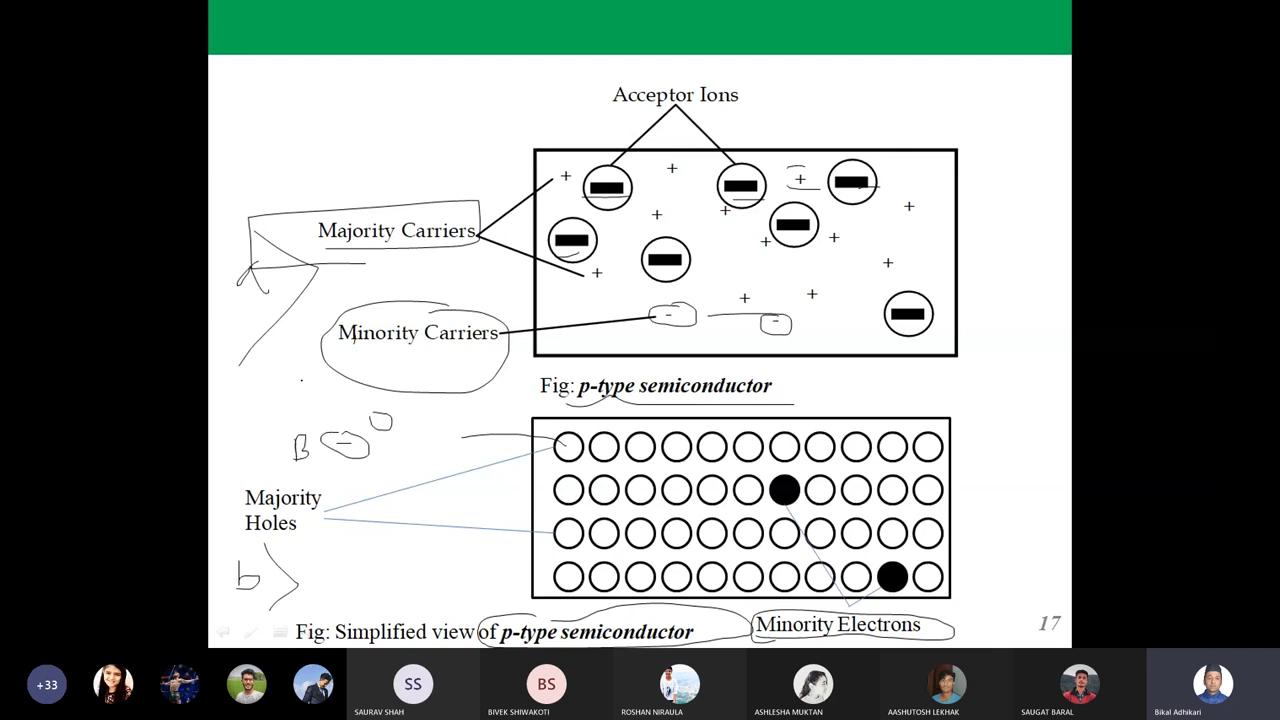 Acceptor Ions
Majority Carriers
Minority Carriers
Fig: p-type semiconductor
B
Majority
Holes
b
Fig: Simplified view of p-type semiconductor
Minority Electrons
17
+33
SS
SAURAV SHAH
BS
BIVEK SHIWAKOTI
ROSHAN NIRAULA
ASHLESHA MUKTAN
AASHUTOSH LEKHAK
SAUGAT BARAL
Bikal Adhikari